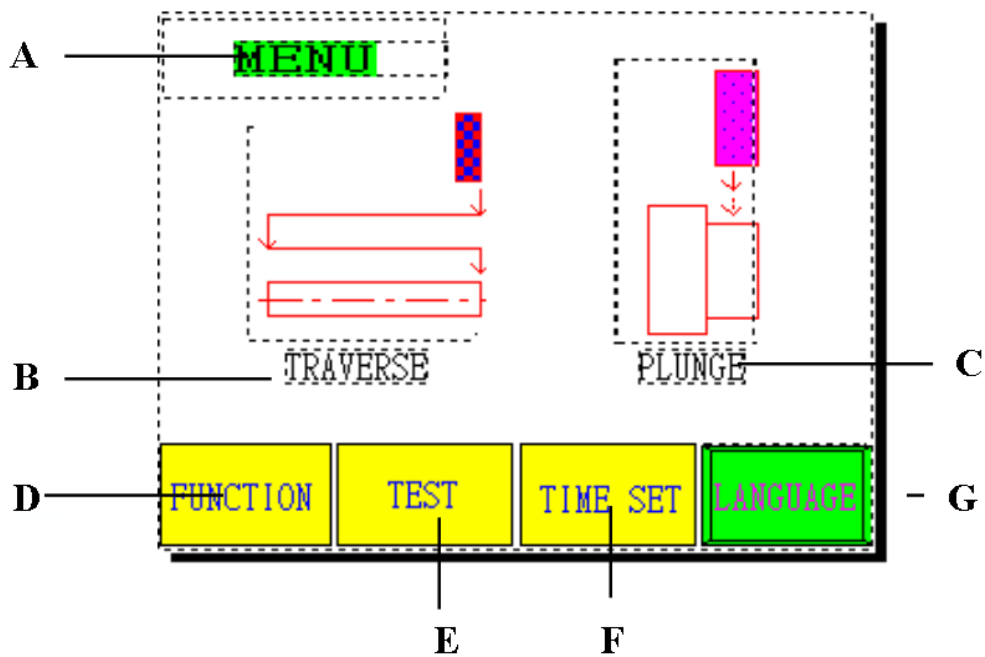 A MENU
B TRAVERSE PLUNGE C
D FUNCTION TEST TIME SET LANGUAGE G
E F